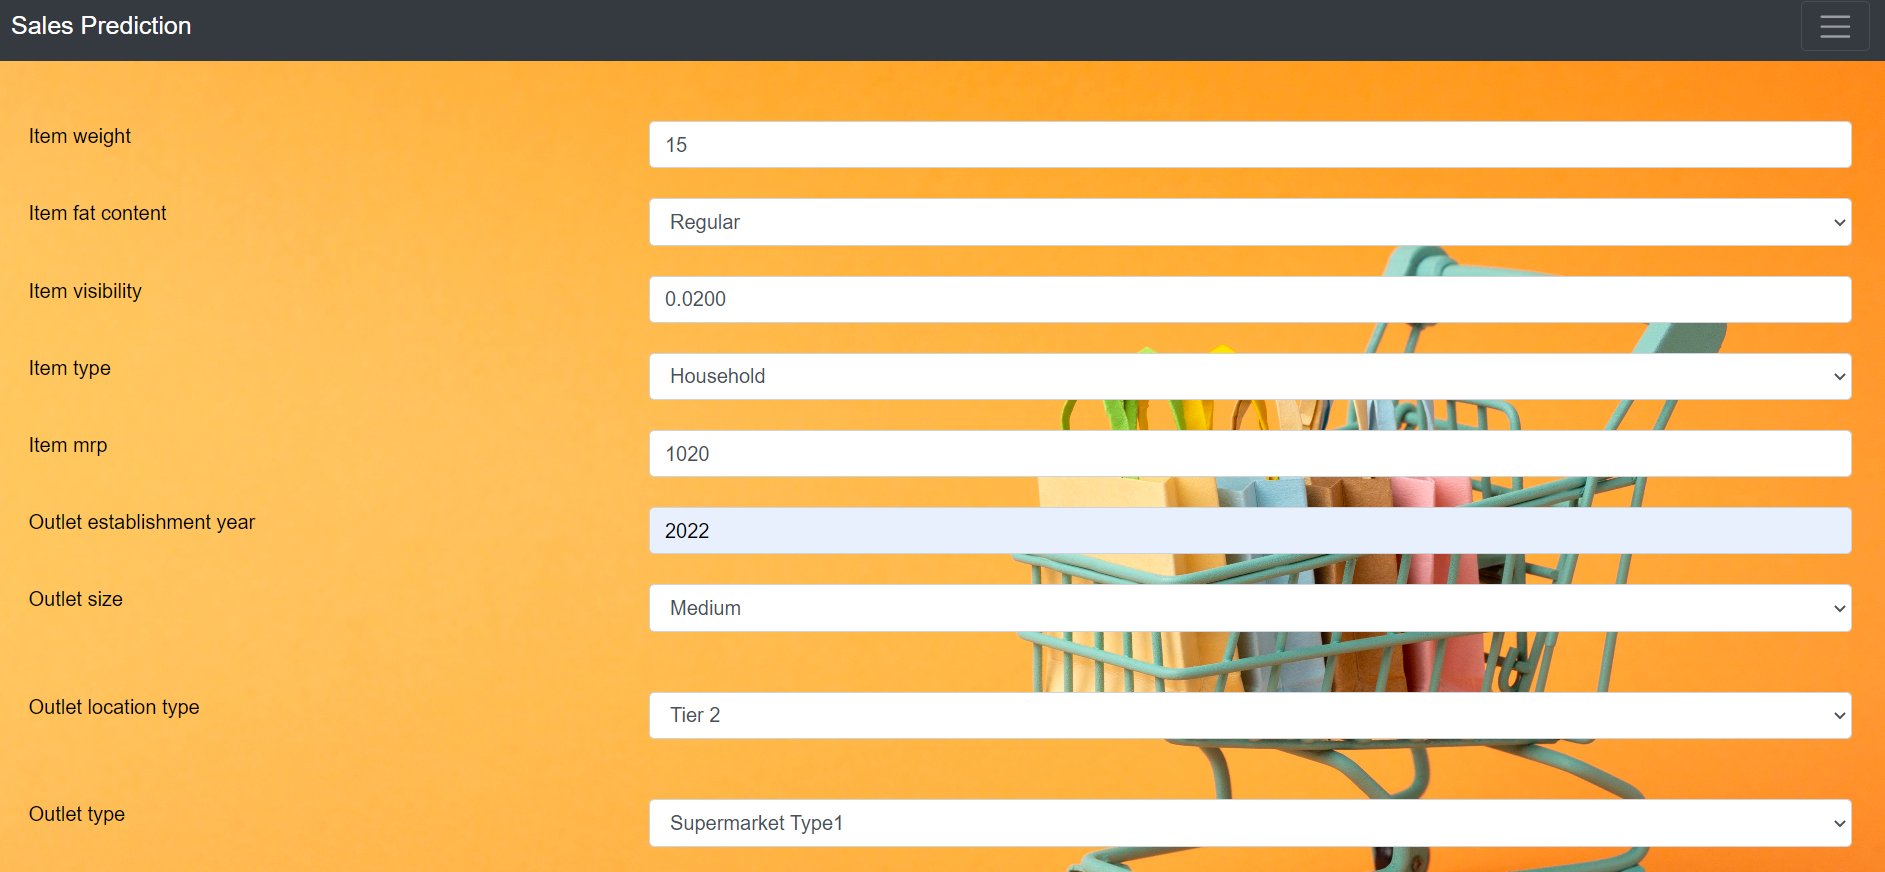 Sales Prediction
Item weight
15
Item fat content
Regular
Item visibility
0.0200
Item type
Household
Item mrp
1020
Outlet establishment year
2022
Outlet size
Medium
Outlet location type
Tier 2
Outlet type
Supermarket Type1